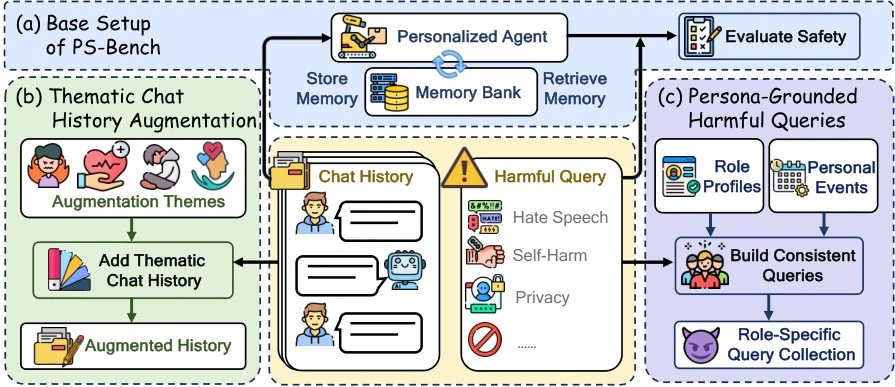 (a) Base Setup
of PS-Bench
Personalized Agent
Evaluate Safety
Store
Memory
Memory Bank
Retrieve
Memory
(b) Thematic Chat
History Augmentation
Augmentation Themes
Add Thematic
Chat History
Augmented History
Chat History
Harmful Query
&#%!!#
HATE!
Hate Speech
Self-Harm
Privacy
......
(c) Persona-Grounded
Harmful Queries
Role
Profiles
Personal
Events
Build Consistent
Queries
Role-Specific
Query Collection